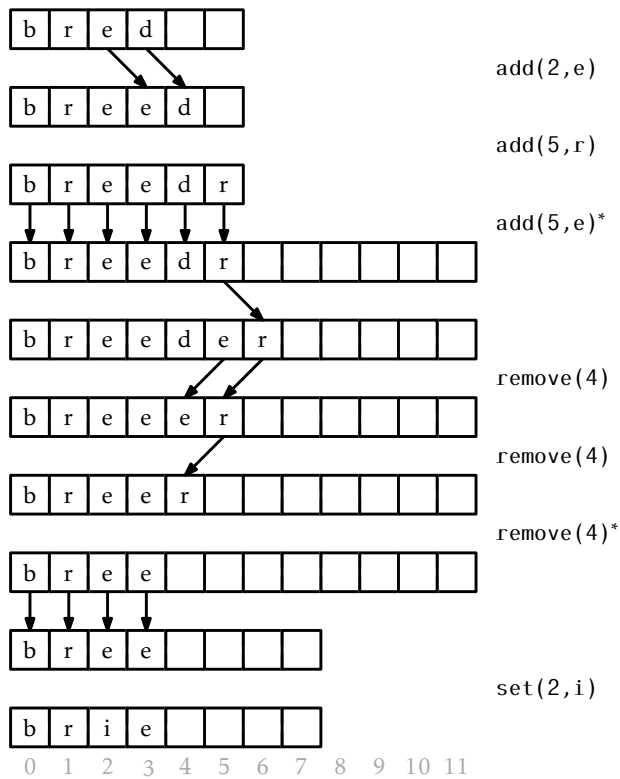 b r e d
add(2,e)
b r e e d
add(5,r)
b r e e d r
add(5,e)*
b r e e d r
b r e e d e r
remove(4)
b r e e e r
remove(4)
b r e e r
remove(4)*
b r e e
b r e e
set(2,i)
b r i e
0 1 2 3 4 5 6 7 8 9 10 11